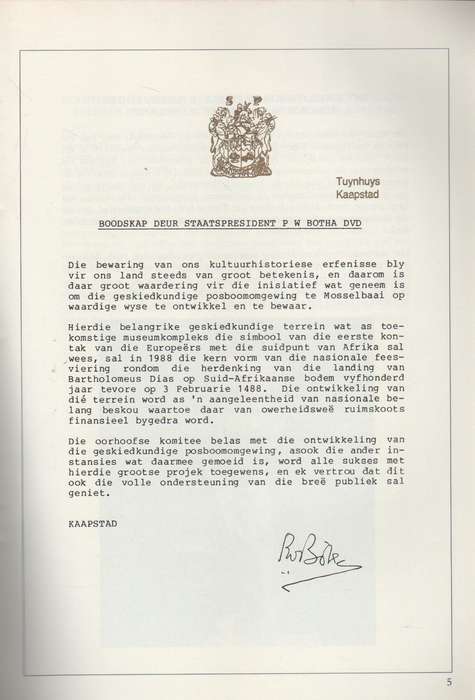 S P
Tuynhuys
Kaapstad
BOODSKAP DEUR STAATSPRESIDENT P W BOTHA DVD
Die bewaring van ons kultuurhistoriese erfenisse bly
vir ons land steeds van groot betekenis, en daarom is
daar groot waardering vir die inisiatief wat geneem is
om die geskiedkundige posboomomgewing te Mosselbaai op
waardige wyse te ontwikkel en te bewaar.
Hierdie belangrike geskiedkundige terrein wat as toe-
komstige museumkompleks die simbool van die eerste kon-
tak van die Europeërs met die suidpunt van Afrika sal
wees, sal in 1988 die kern vorm van die nasionale fees-
viering rondom die herdenking van die landing van
Bartholomeus Dias op Suid-Afrikaanse bodem vyfhonderd
jaar tevore op 3 Februarie 1488. Die ontwikkeling van
dié terrein word as 'n aangeleentheid van nasionale be-
lang beskou waartoe daar van owerheidsweë ruimskoots
finansieel bygedra word.
Die oorhoofse komitee belas met die ontwikkeling van
die geskiedkundige posboomomgewing, asook die ander in-
stansies wat daarmee gemoeid is, word alle sukses met
hierdie grootse projek toegewens, en ek vertrou dat dit
ook die volle ondersteuning van die breë publiek sal
geniet.
KAAPSTAD
PW Botha
5